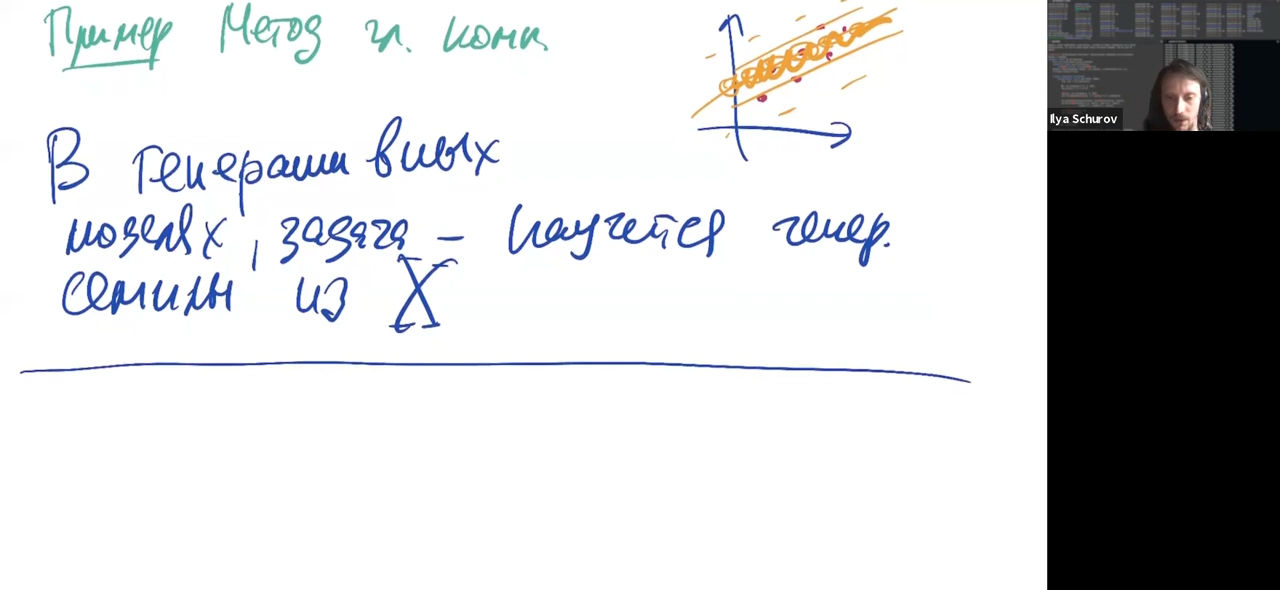 Пример Метод гл. комп.
В генеративных
моделях, задача — научиться генер.
семплы из X
Ilya Schurov